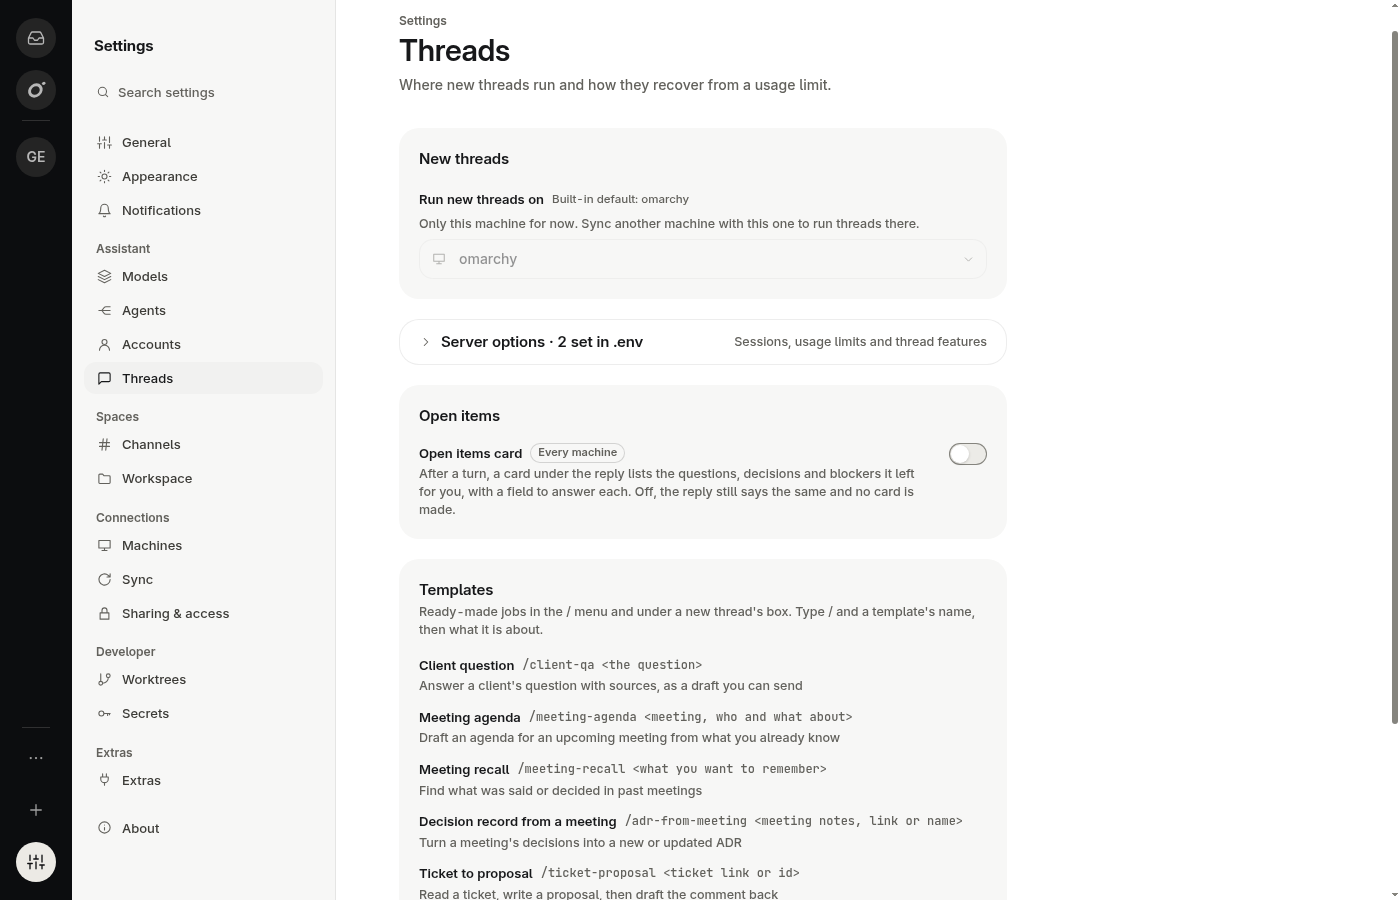 GE
Settings
Search settings
General
Appearance
Notifications
Assistant
Models
Agents
Accounts
Threads
Spaces
Channels
Workspace
Connections
Machines
Sync
Sharing & access
Developer
Worktrees
Secrets
Extras
Extras
About
Settings
Threads
Where new threads run and how they recover from a usage limit.
New threads
Run new threads on Built-in default: omarchy
Only this machine for now. Sync another machine with this one to run threads there.
omarchy
Server options · 2 set in .env Sessions, usage limits and thread features
Open items
Open items card Every machine
After a turn, a card under the reply lists the questions, decisions and blockers it left
for you, with a field to answer each. Off, the reply still says the same and no card is
made.
Templates
Ready-made jobs in the / menu and under a new thread's box. Type / and a template's name,
then what it is about.
Client question /client-qa <the question>
Answer a client's question with sources, as a draft you can send
Meeting agenda /meeting-agenda <meeting, who and what about>
Draft an agenda for an upcoming meeting from what you already know
Meeting recall /meeting-recall <what you want to remember>
Find what was said or decided in past meetings
Decision record from a meeting /adr-from-meeting <meeting notes, link or name>
Turn a meeting's decisions into a new or updated ADR
Ticket to proposal /ticket-proposal <ticket link or id>
Read a ticket, write a proposal, then draft the comment back